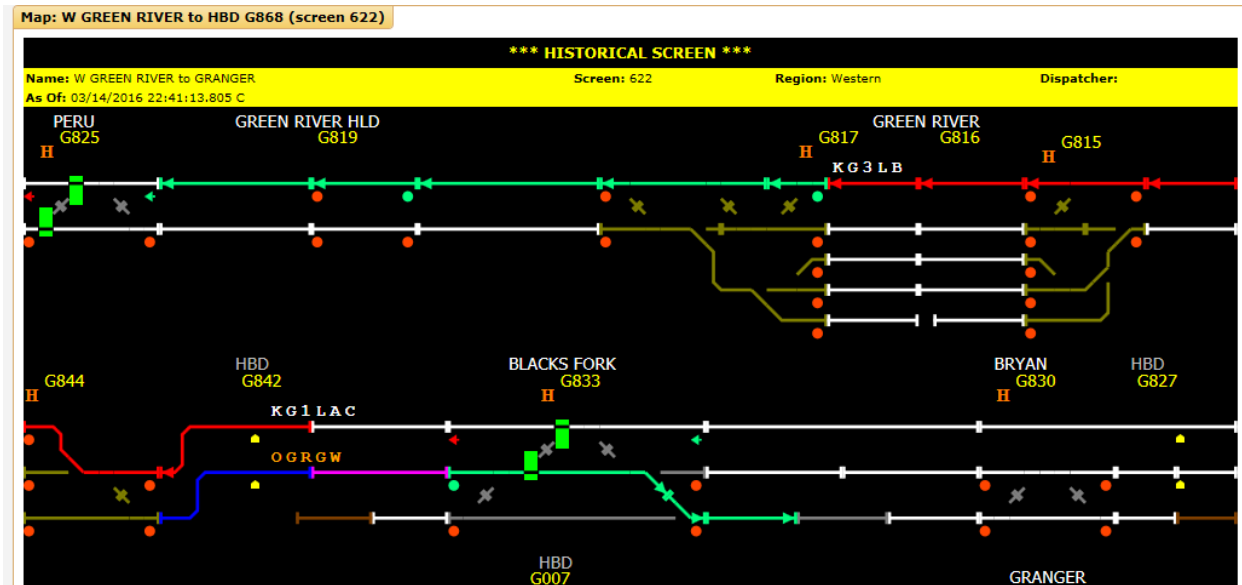 Map: W GREEN RIVER to HBD G868 (screen 622)
*** HISTORICAL SCREEN ***
Name: W GREEN RIVER to GRANGER Screen: 622 Region: Western Dispatcher:
As Of: 03/14/2016 22:41:13.805 C
PERU GREEN RIVER HLD GREEN RIVER
G825 G819 G817 G816 G815
H H H
KG3LB
HBD BLACKS FORK BRYAN HBD
G844 G842 G833 G830 G827
H H H
KG1LAC
OGRGW
HBD GRANGER
G007